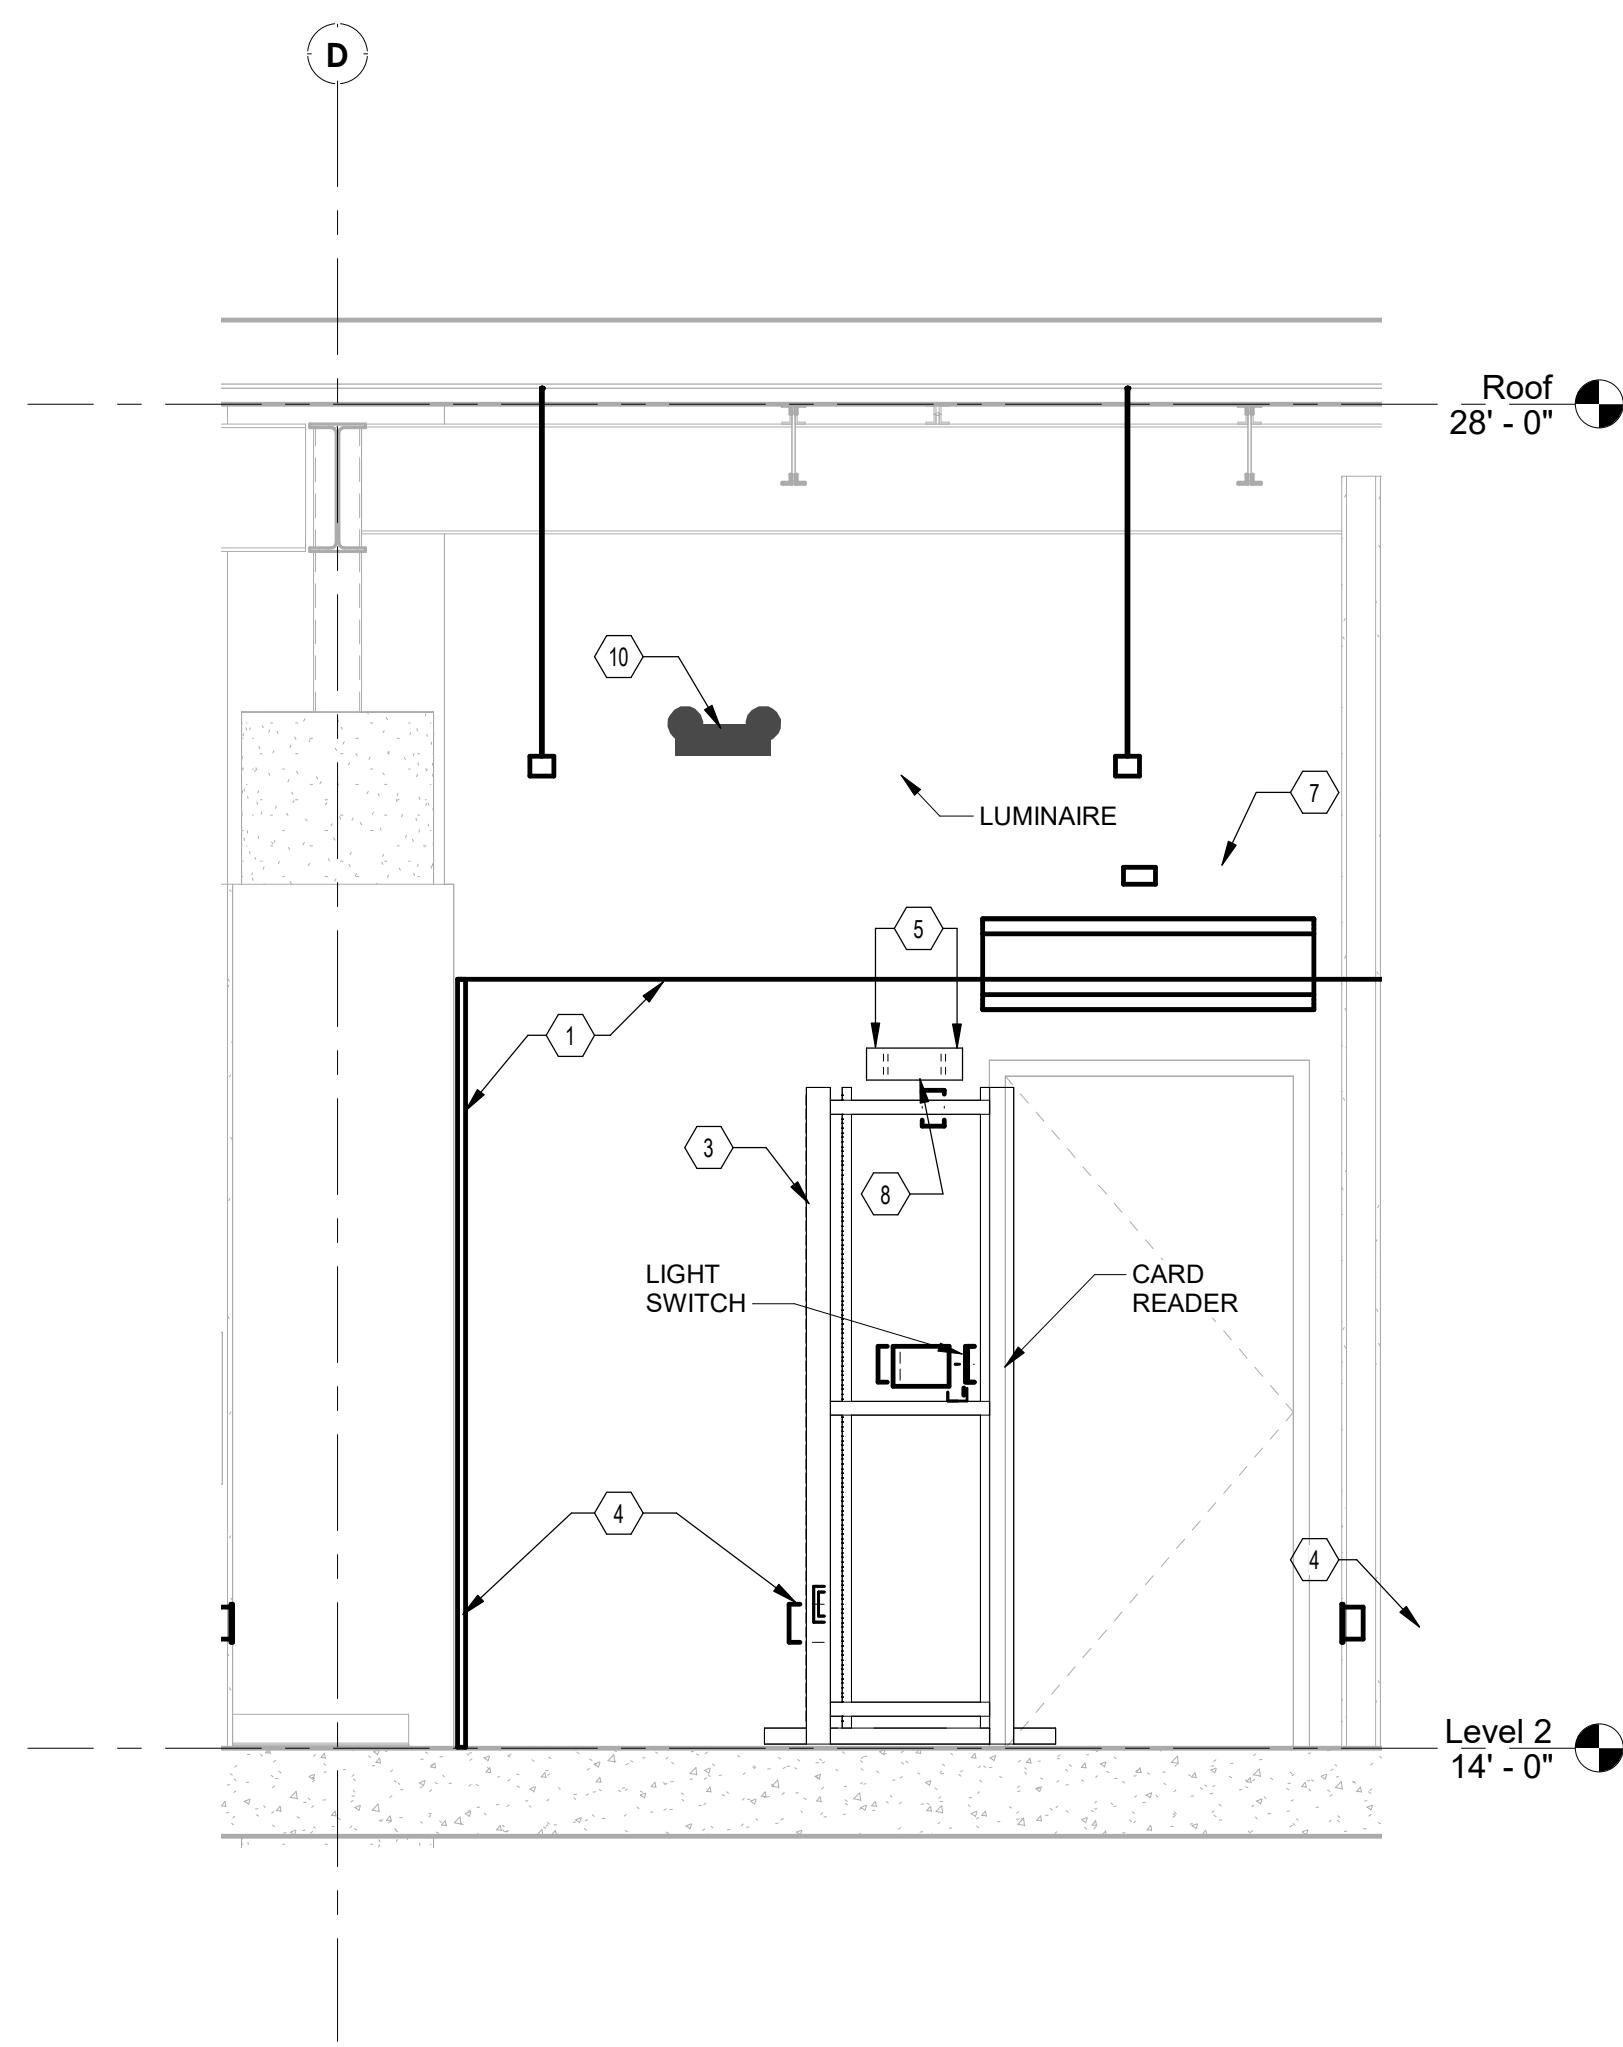 D
Roof
28' - 0"
10
7
LUMINAIRE
5
1
3
8
LIGHT
SWITCH
CARD
READER
4
4
Level 2
14' - 0"